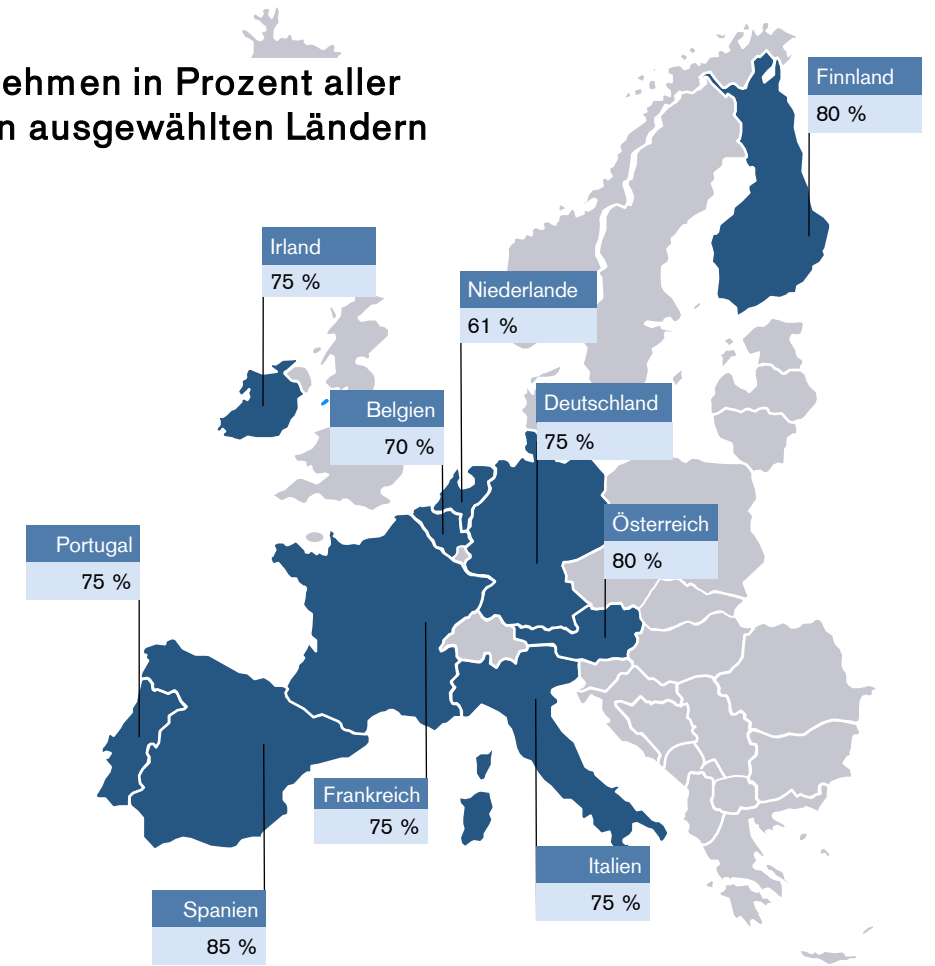 ehmen in Prozent aller
n ausgewählten Ländern
Finnland
80 %
Irland
75 %
Niederlande
61 %
Belgien
70 %
Deutschland
75 %
Österreich
80 %
Portugal
75 %
Frankreich
75 %
Italien
75 %
Spanien
85 %